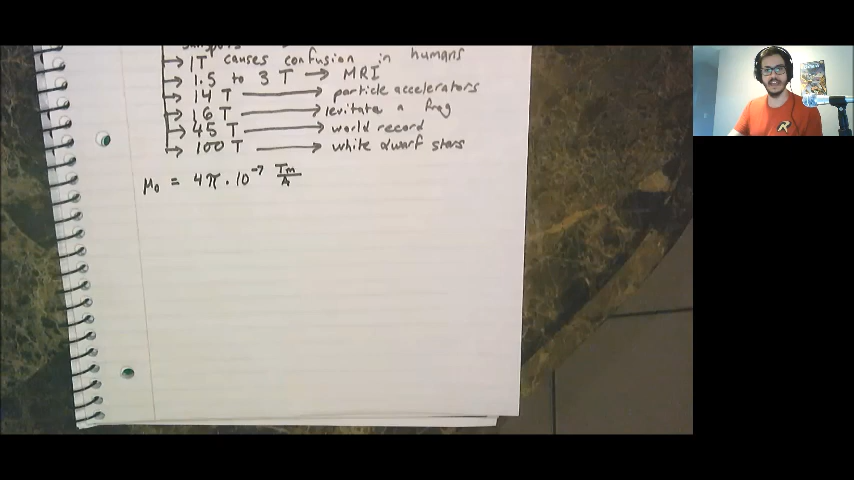 1T causes confusion in humans
1.5 to 3 T → MRI
14 T → particle accelerators
16 T → levitate a frog
45 T → world record
100 T → white dwarf stars
μ₀ = 4π · 10⁻⁷ Tm/A
R